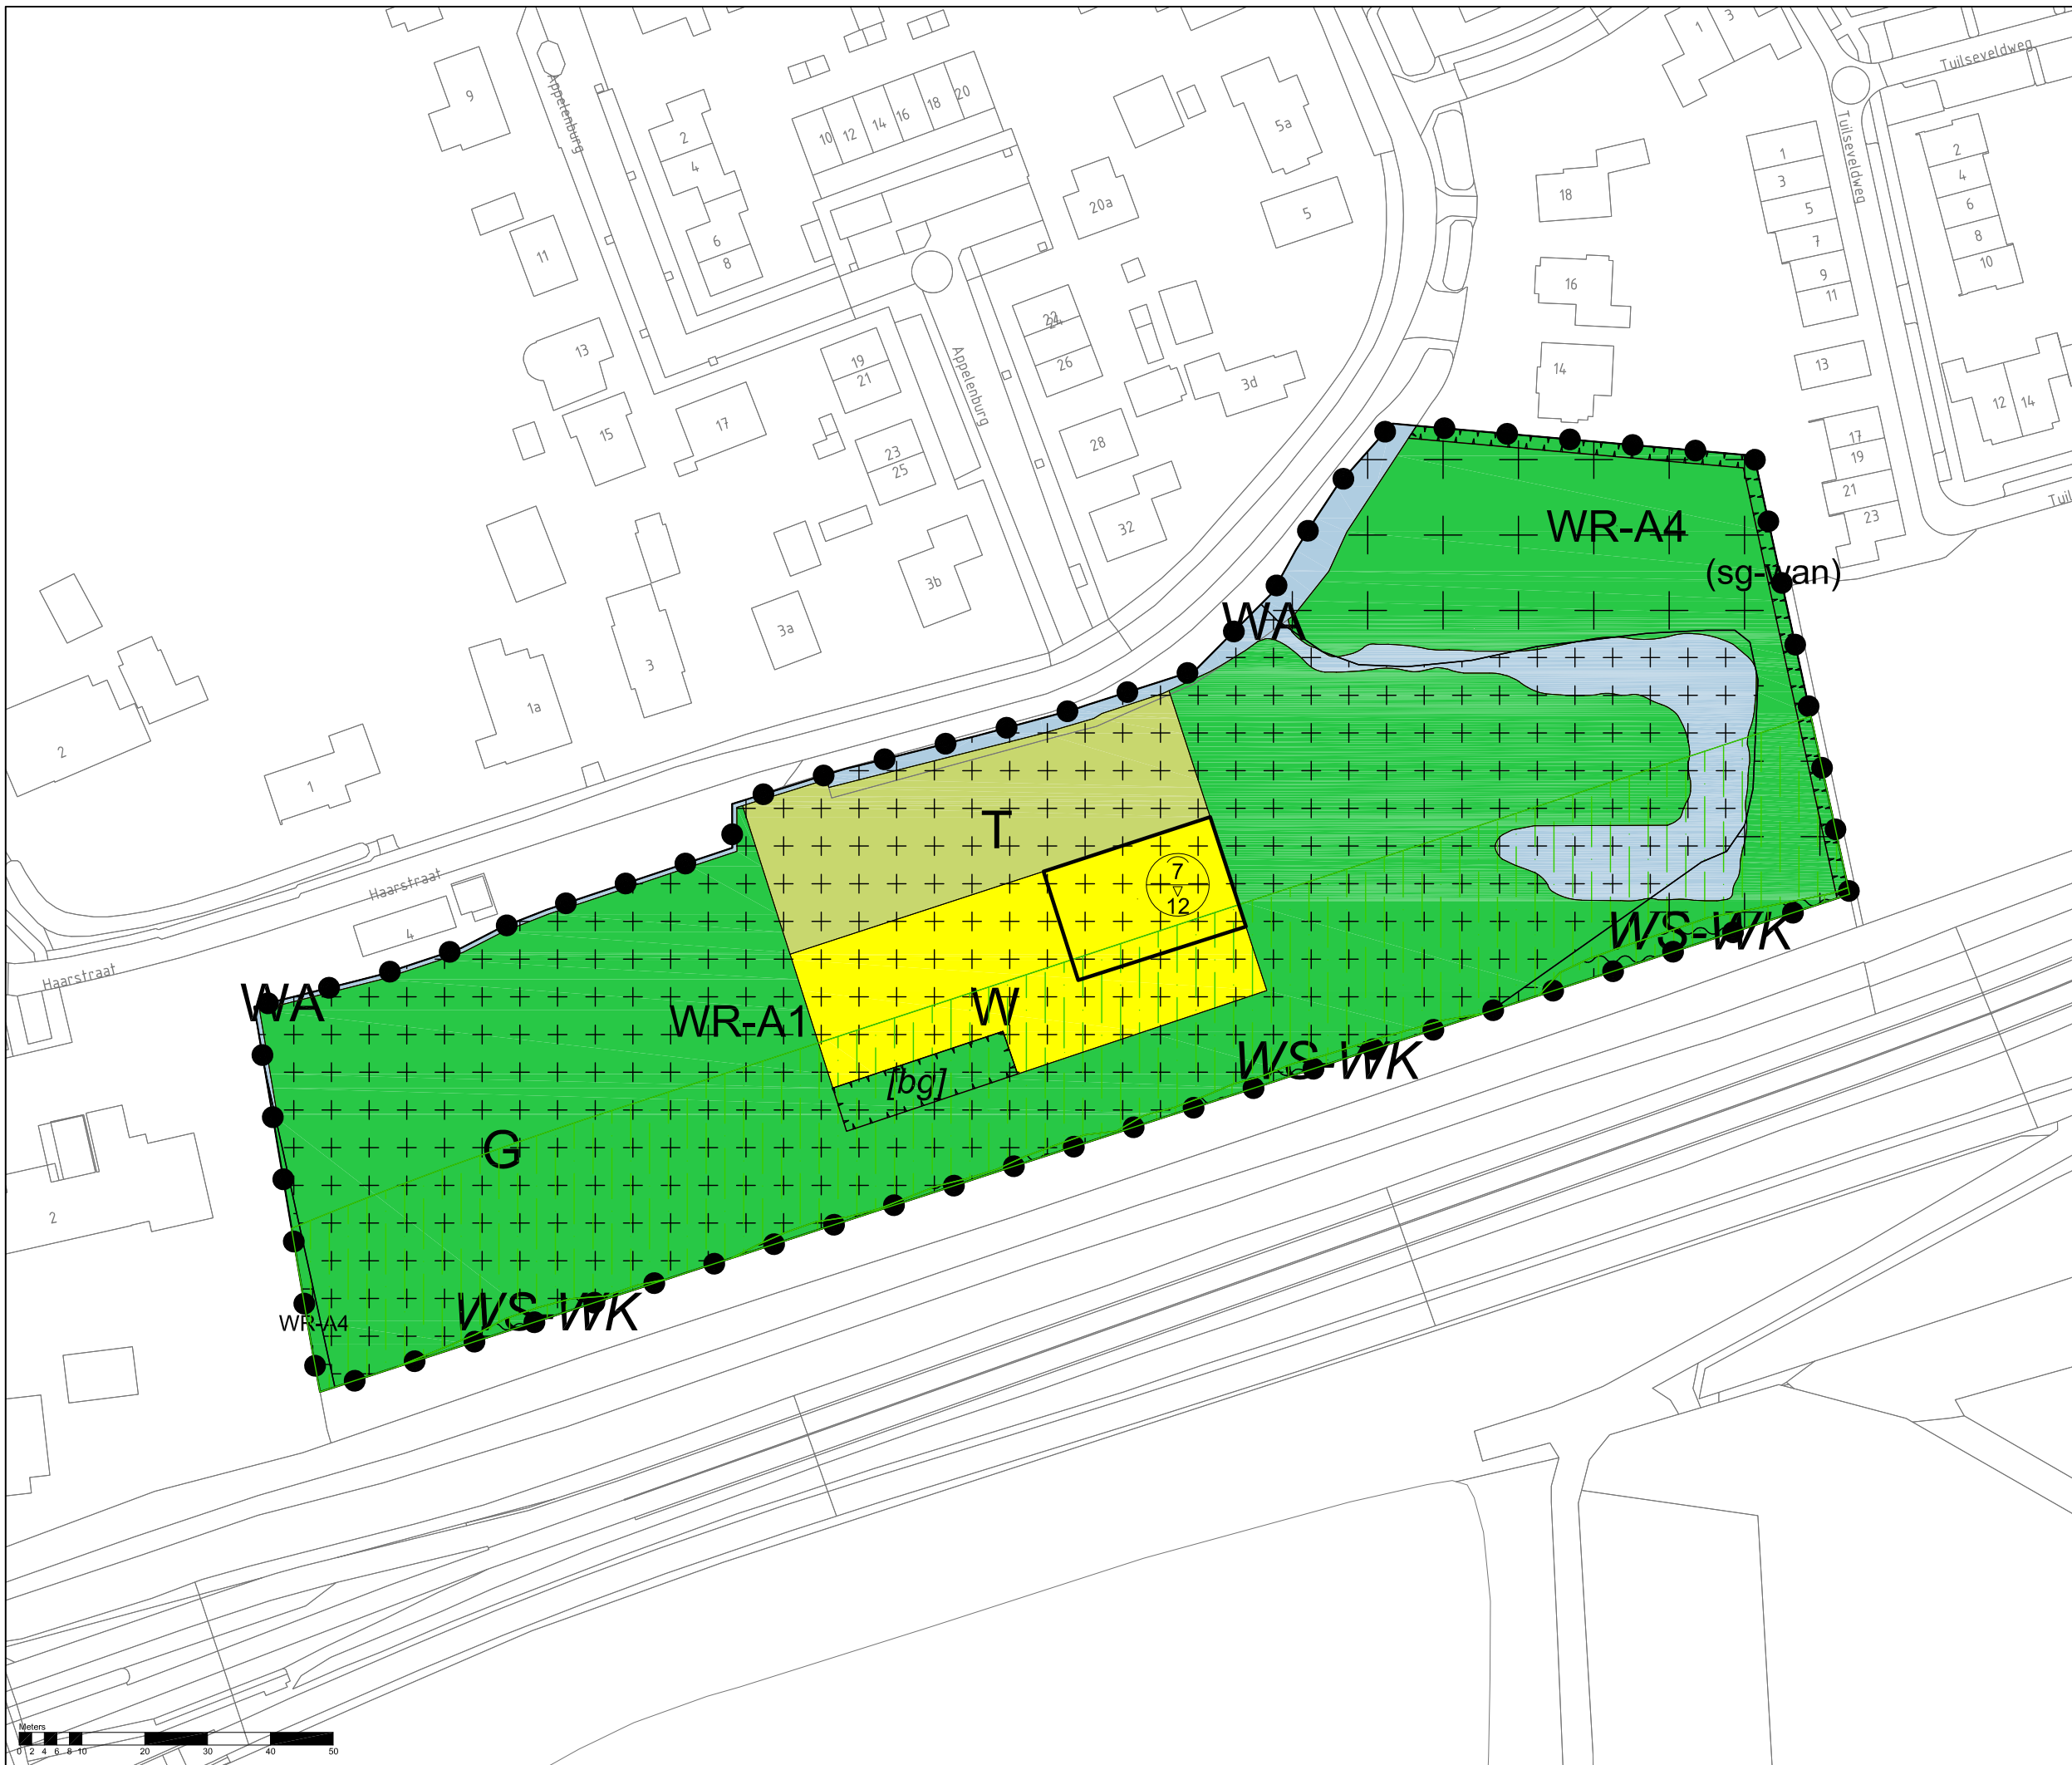 1
3
Tuilseveldweg
9
Appelenburg
2
4
6
8
10
12
14
16
18
20
5a
5
20a
18
16
14
1
3
5
7
9
11
13
Tuilseveldweg
2
4
6
8
10
12
14
17
19
21
23
Tuil
11
13
15
17
19
21
23
25
Appelenburg
22
24
26
28
32
3d
3b
3a
3
1a
1
2
WR-A4
(sg-wan)
WA
T
7
12
Haarstraat
4
Haarstraat
WA
WR-A1
W
[bg]
WS-WK
WS-WK
G
2
WS-WK
WR-A4
Meters
0 2 4 6 8 10 20 30 40 50